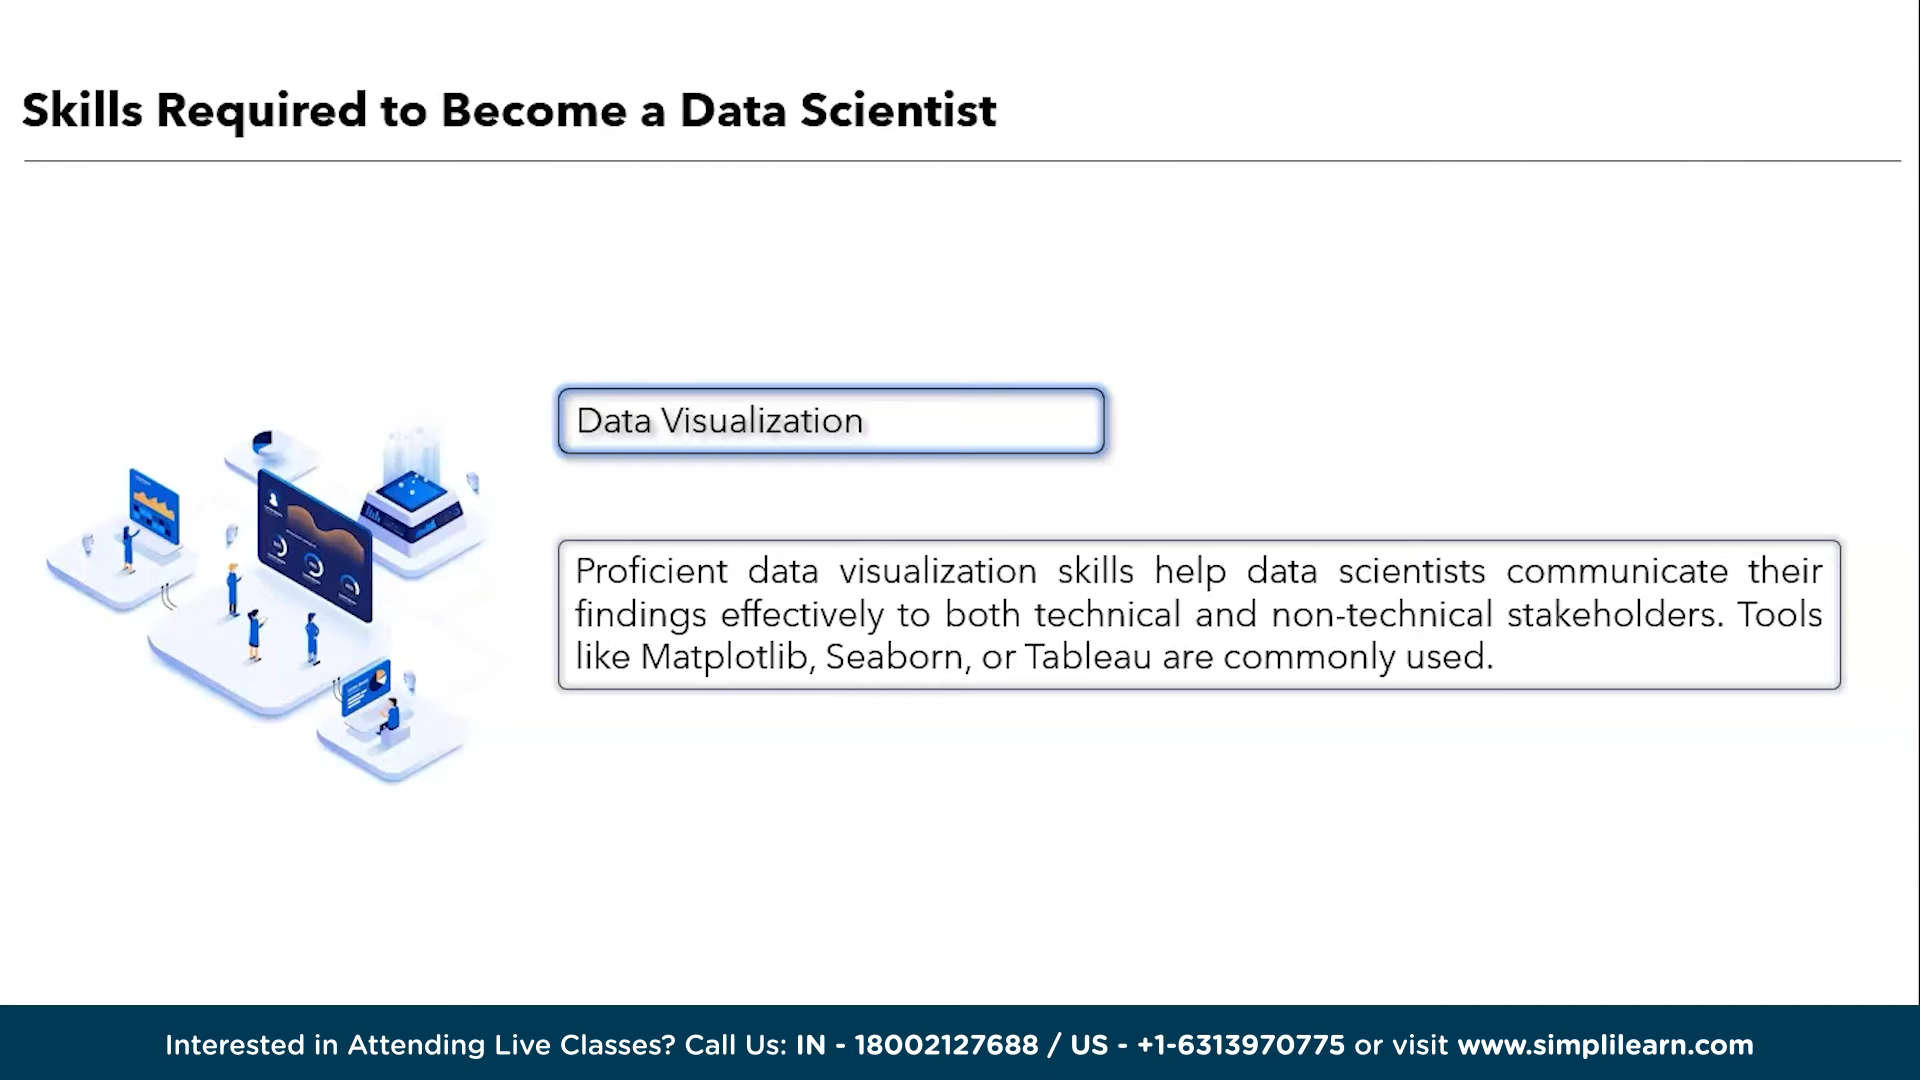 Skills Required to Become a Data Scientist
Data Visualization
Proficient data visualization skills help data scientists communicate their
findings effectively to both technical and non-technical stakeholders. Tools
like Matplotlib, Seaborn, or Tableau are commonly used.
Interested in Attending Live Classes? Call Us: IN - 18002127688 / US - +1-6313970775 or visit www.simplilearn.com